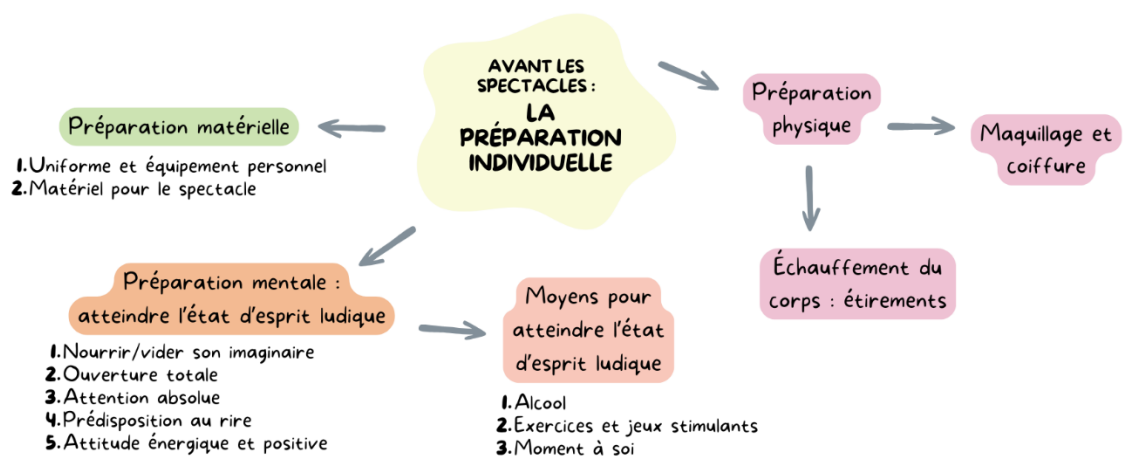 AVANT LES
SPECTACLES :
LA
PRÉPARATION
INDIVIDUELLE
Préparation matérielle
1.Uniforme et équipement personnel
2.Matériel pour le spectacle
Préparation
physique
Maquillage et
coiffure
Échauffement du
corps : étirements
Préparation mentale :
atteindre l'état d'esprit ludique
1.Nourrir/vider son imaginaire
2.Ouverture totale
3.Attention absolue
4.Prédisposition au rire
5.Attitude énergique et positive
Moyens pour
atteindre l'état
d'esprit ludique
1.Alcool
2.Exercices et jeux stimulants
3.Moment à soi